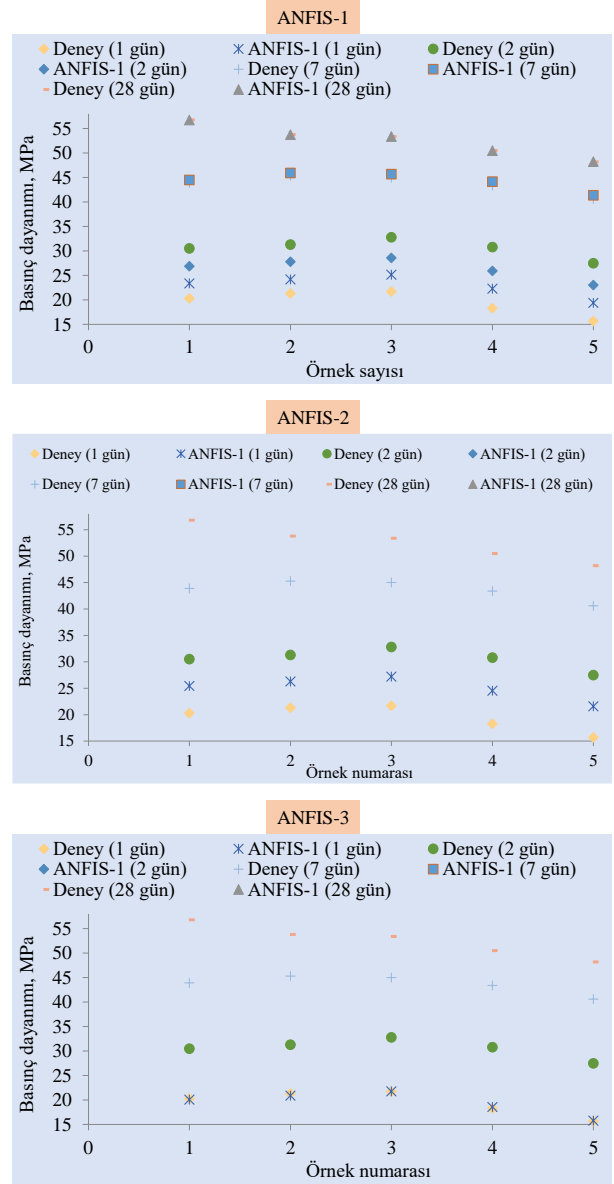 ANFIS-1
Deney (1 gün) ANFIS-1 (1 gün) Deney (2 gün)
ANFIS-1 (2 gün) Deney (7 gün) ANFIS-1 (7 gün)
Deney (28 gün) ANFIS-1 (28 gün)
Basınç dayanımı, MPa
55
50
45
40
35
30
25
20
15
0 1 2 3 4 5
Örnek sayısı
ANFIS-2
Deney (1 gün) ANFIS-1 (1 gün) Deney (2 gün) ANFIS-1 (2 gün)
Deney (7 gün) ANFIS-1 (7 gün) Deney (28 gün) ANFIS-1 (28 gün)
Basınç dayanımı, MPa
55
50
45
40
35
30
25
20
15
0 1 2 3 4 5
Örnek numarası
ANFIS-3
Deney (1 gün) ANFIS-1 (1 gün) Deney (2 gün)
ANFIS-1 (2 gün) Deney (7 gün) ANFIS-1 (7 gün)
Deney (28 gün) ANFIS-1 (28 gün)
Basınç dayanımı, MPa
55
50
45
40
35
30
25
20
15
0 1 2 3 4 5
Örnek numarası